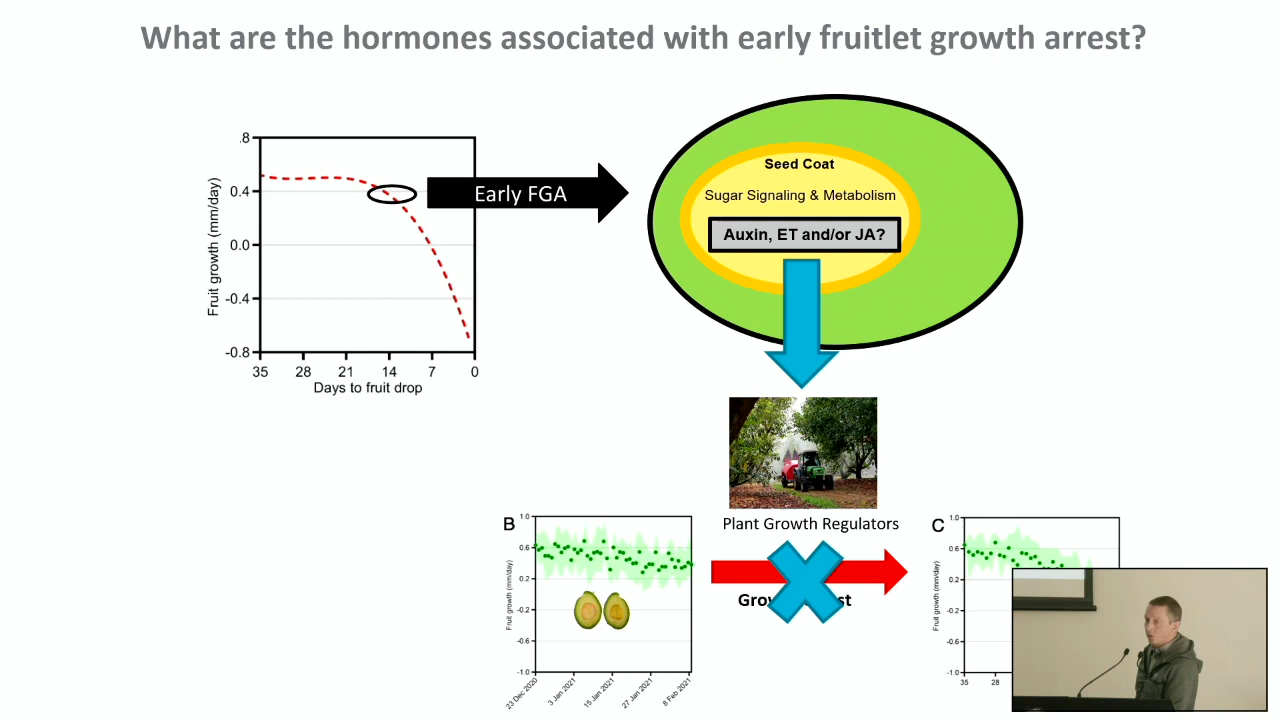 What are the hormones associated with early fruitlet growth arrest?
.8
0.4
0.0
-0.4
-0.8
Fruit growth (mm/day)
35 28 21 14 7 0
Days to fruit drop
Early FGA
Seed Coat
Sugar Signaling & Metabolism
Auxin, ET and/or JA?
Plant Growth Regulators
B
1.0
0.6
0.2
-0.2
-0.6
-1.0
Fruit growth (mm/day)
23 Dec 2020
3 Jan 2021
15 Jan 2021
27 Jan 2021
8 Feb 2021
C
1.0
0.6
0.2
-0.2
-0.6
-1.0
Fruit growth (mm/day)
35 28